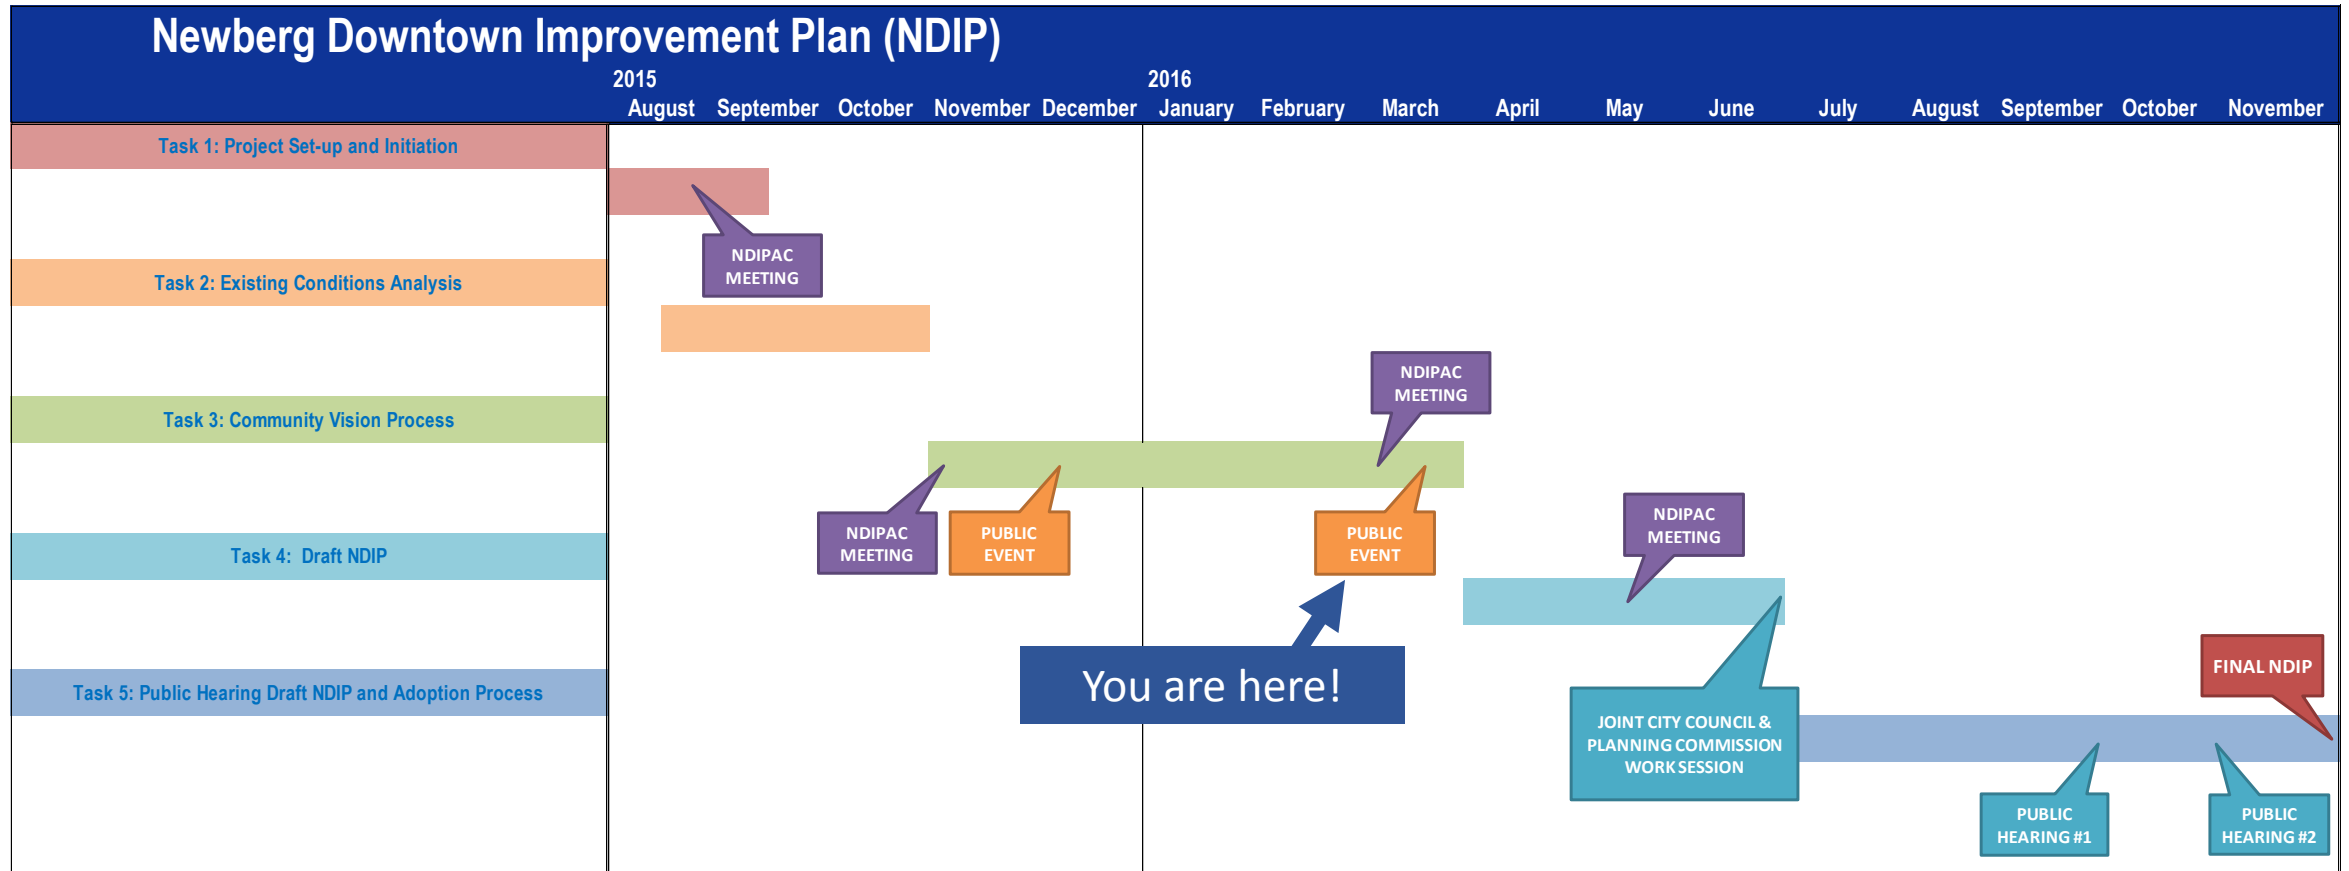 Newberg Downtown Improvement Plan (NDIP)
2015 2016
August September October November December January February March April May June July August September October November
Task 1: Project Set-up and Initiation
NDIPAC
MEETING
Task 2: Existing Conditions Analysis
NDIPAC
MEETING
Task 3: Community Vision Process
NDIPAC
MEETING
PUBLIC
EVENT
PUBLIC
EVENT
NDIPAC
MEETING
Task 4: Draft NDIP
You are here!
FINAL NDIP
Task 5: Public Hearing Draft NDIP and Adoption Process
JOINT CITY COUNCIL &
PLANNING COMMISSION
WORK SESSION
PUBLIC
HEARING #1
PUBLIC
HEARING #2